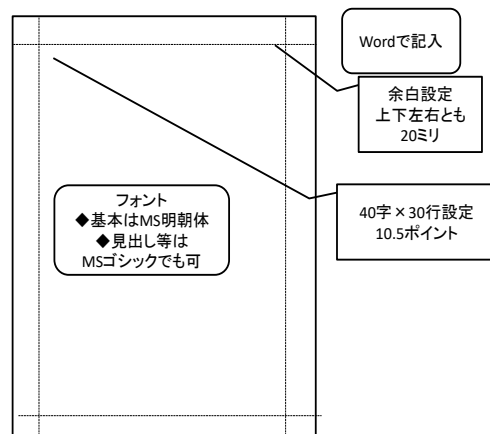 Wordで記入
余白設定
上下左右とも
20ミリ
フォント
◆基本はMS明朝体
◆見出し等は
MSゴシックでも可
40字×30行設定
10.5ポイント